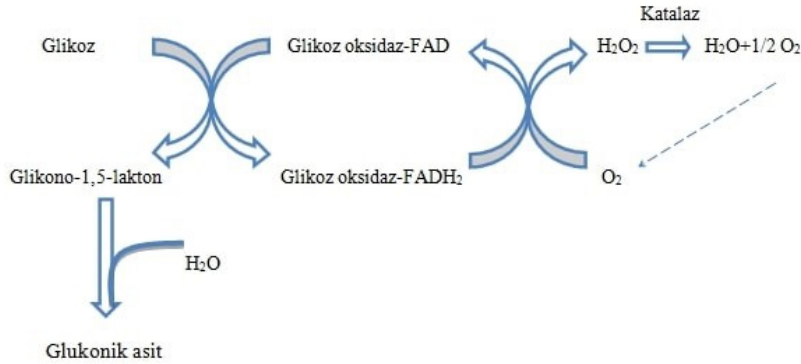 Katalaz
Glikoz Glikoz oksidaz-FAD H₂O₂ H₂O+1/2 O₂
Glikono-1,5-lakton Glikoz oksidaz-FADH₂ O₂
H₂O
Glukonik asit